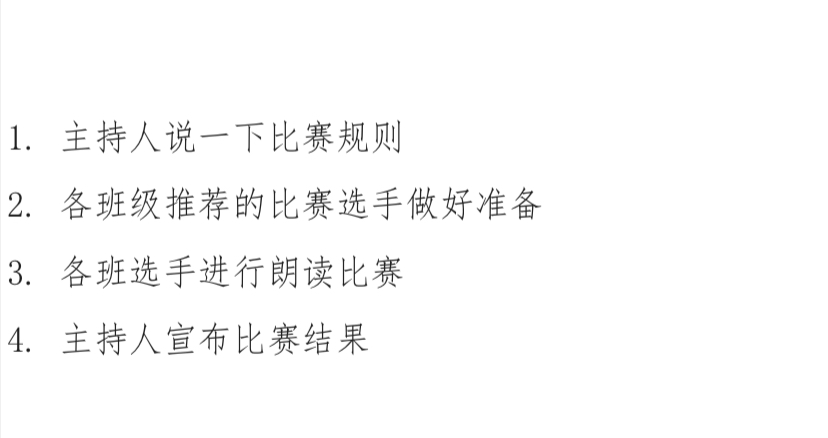 1. 主持人说一下比赛规则
2. 各班级推荐的比赛选手做好准备
3. 各班选手进行朗读比赛
4. 主持人宣布比赛结果